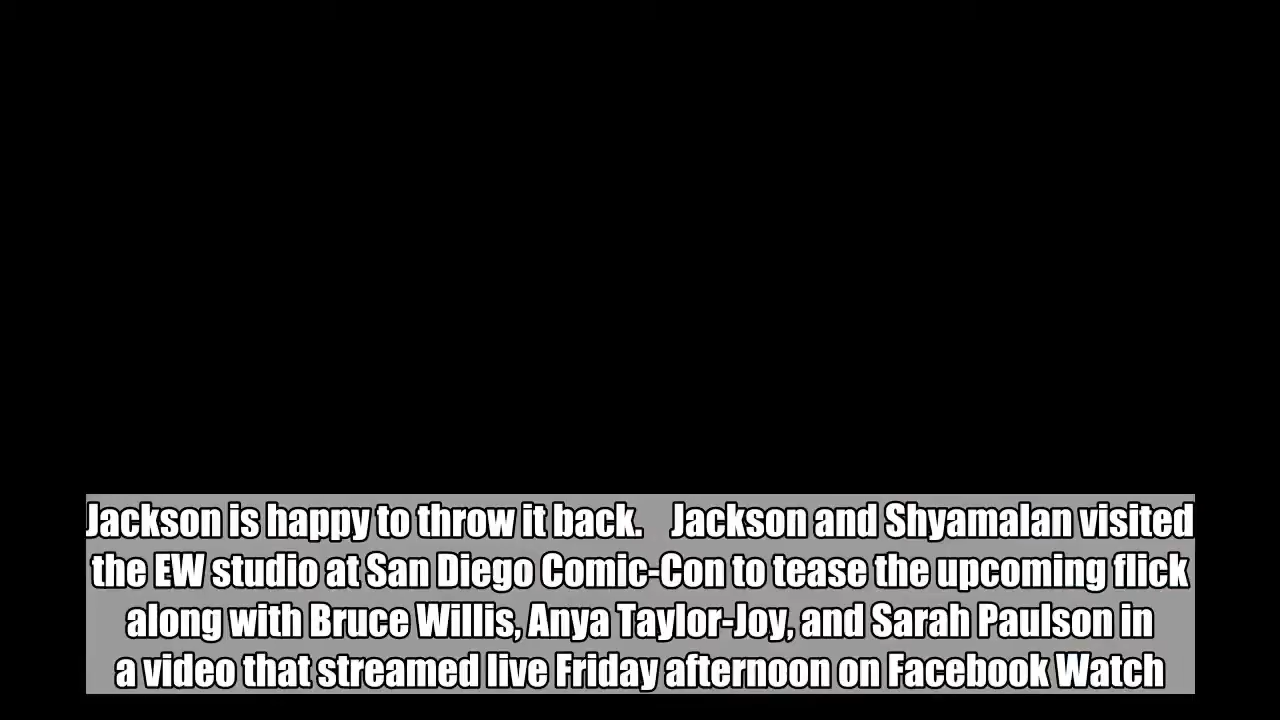 Jackson is happy to throw it back.    Jackson and Shyamalan visited
the EW studio at San Diego Comic-Con to tease the upcoming flick
along with Bruce Willis, Anya Taylor-Joy, and Sarah Paulson in
a video that streamed live Friday afternoon on Facebook Watch